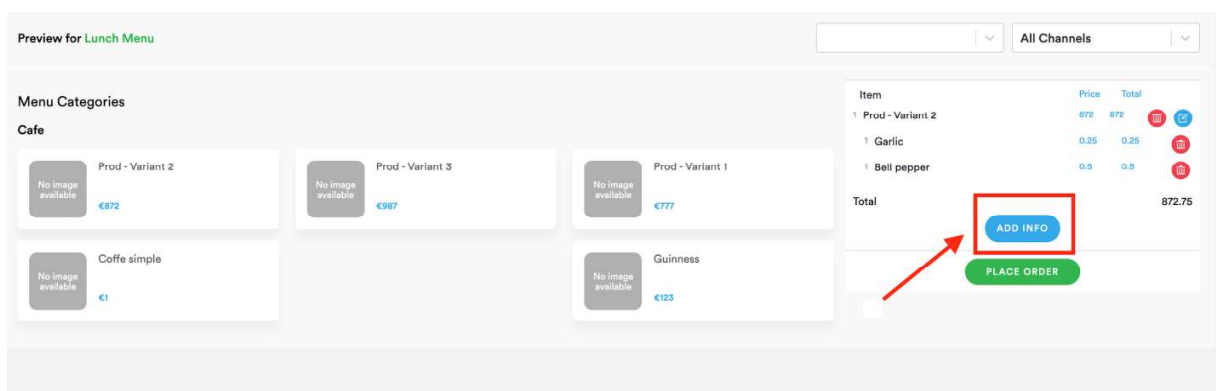 Preview for Lunch Menu
All Channels
Menu Categories
Cafe
No image
available
Prod - Variant 2
€872
No image
available
Prod - Variant 3
€987
No image
available
Prod - Variant 1
€777
No image
available
Coffe simple
€1
No image
available
Guinness
€123
Item Price Total
1 Prod - Variant 2 872 872
1 Garlic 0.25 0.25
1 Bell pepper 0.5 0.5
Total 872.75
ADD INFO
PLACE ORDER